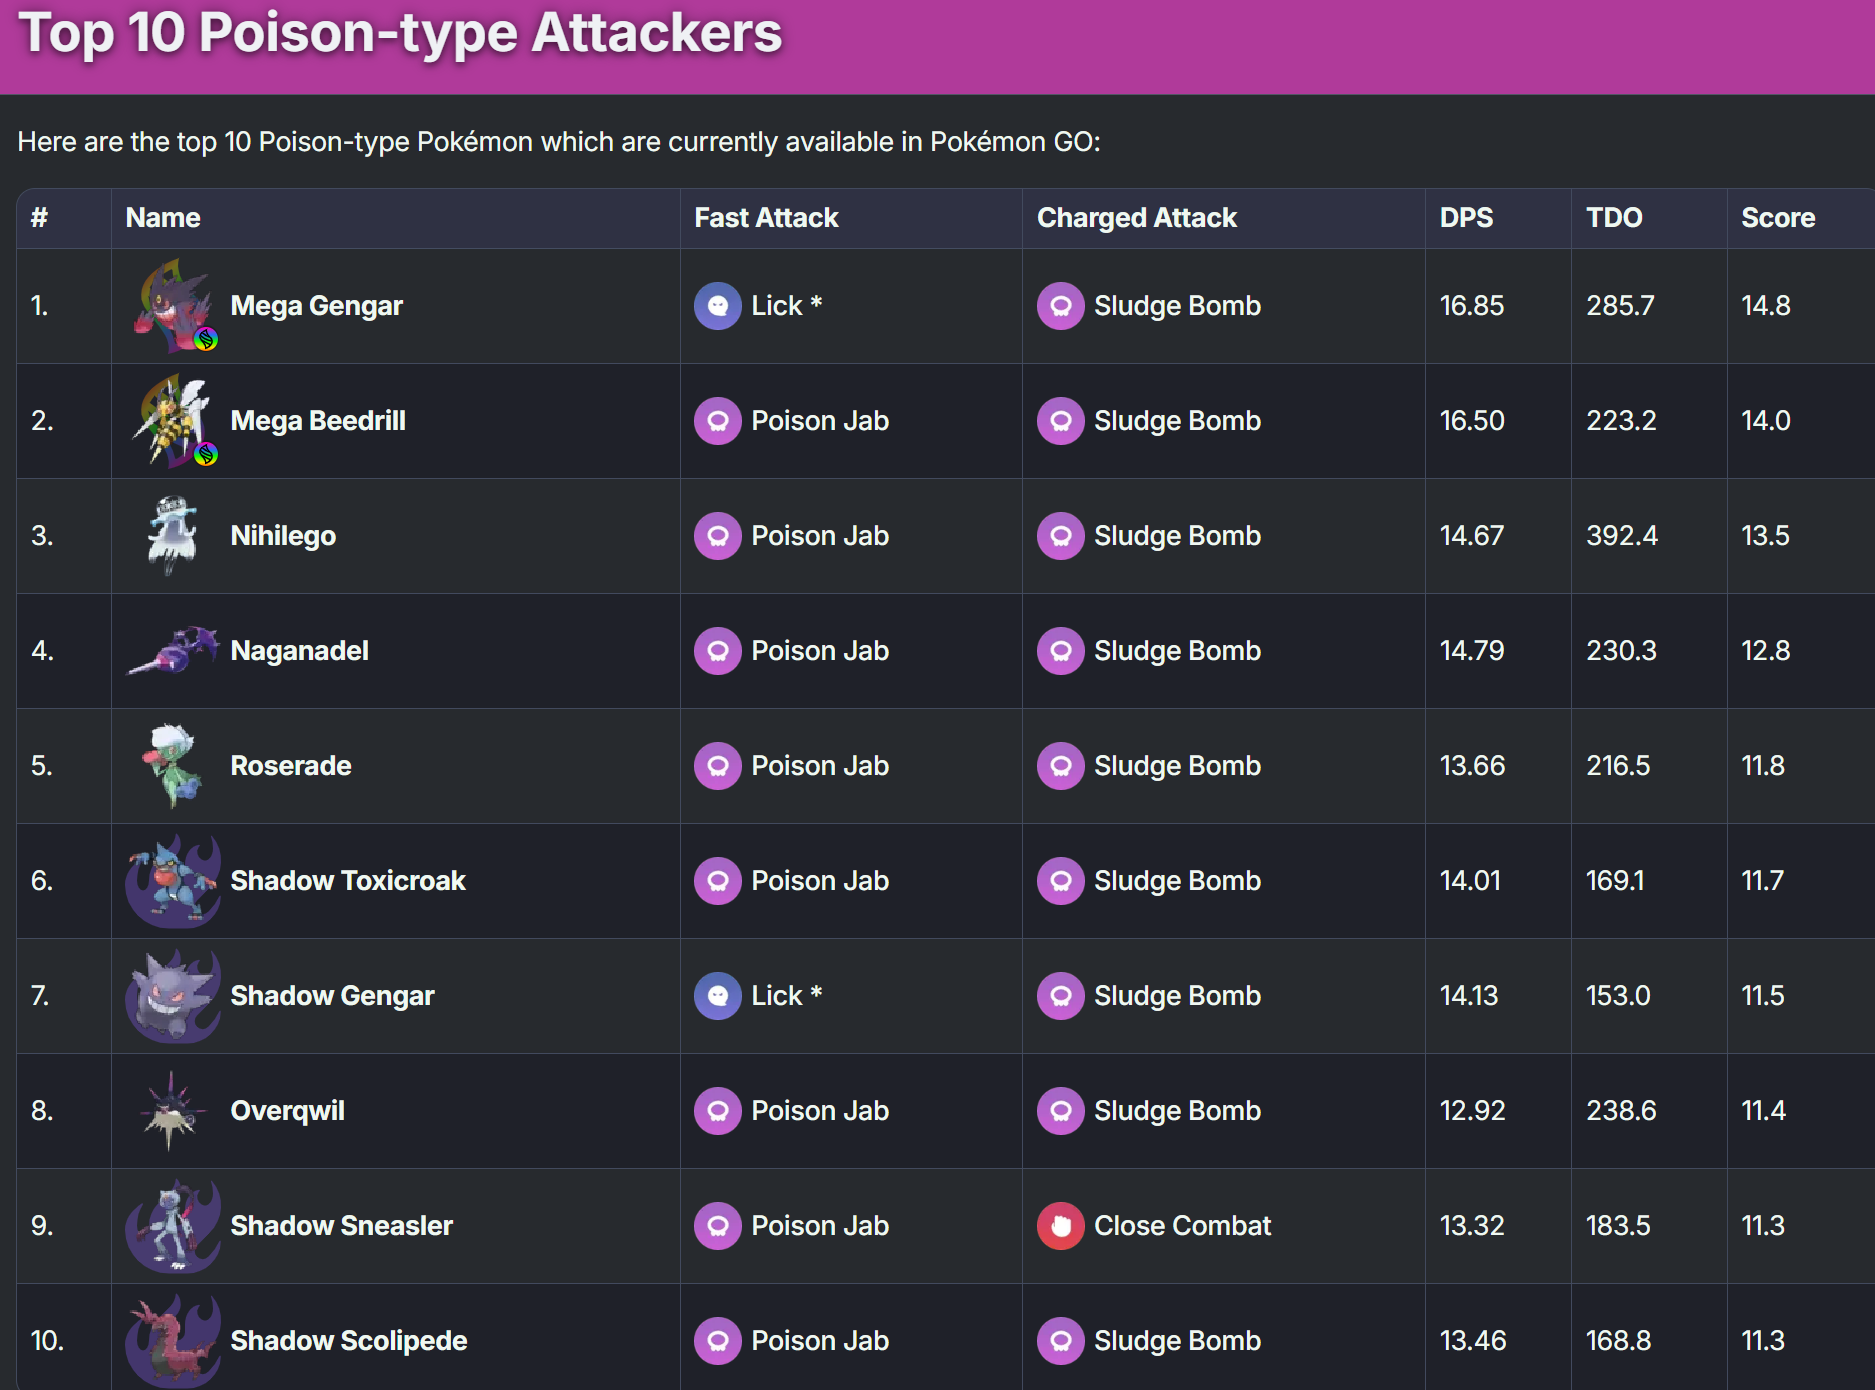 Top 10 Poison-type Attackers
Here are the top 10 Poison-type Pokémon which are currently available in Pokémon GO:
# Name Fast Attack Charged Attack DPS TDO Score
1. Mega Gengar Lick * Sludge Bomb 16.85 285.7 14.8
2. Mega Beedrill Poison Jab Sludge Bomb 16.50 223.2 14.0
3. Nihilego Poison Jab Sludge Bomb 14.67 392.4 13.5
4. Naganadel Poison Jab Sludge Bomb 14.79 230.3 12.8
5. Roserade Poison Jab Sludge Bomb 13.66 216.5 11.8
6. Shadow Toxicroak Poison Jab Sludge Bomb 14.01 169.1 11.7
7. Shadow Gengar Lick * Sludge Bomb 14.13 153.0 11.5
8. Overqwil Poison Jab Sludge Bomb 12.92 238.6 11.4
9. Shadow Sneasler Poison Jab Close Combat 13.32 183.5 11.3
10. Shadow Scolipede Poison Jab Sludge Bomb 13.46 168.8 11.3